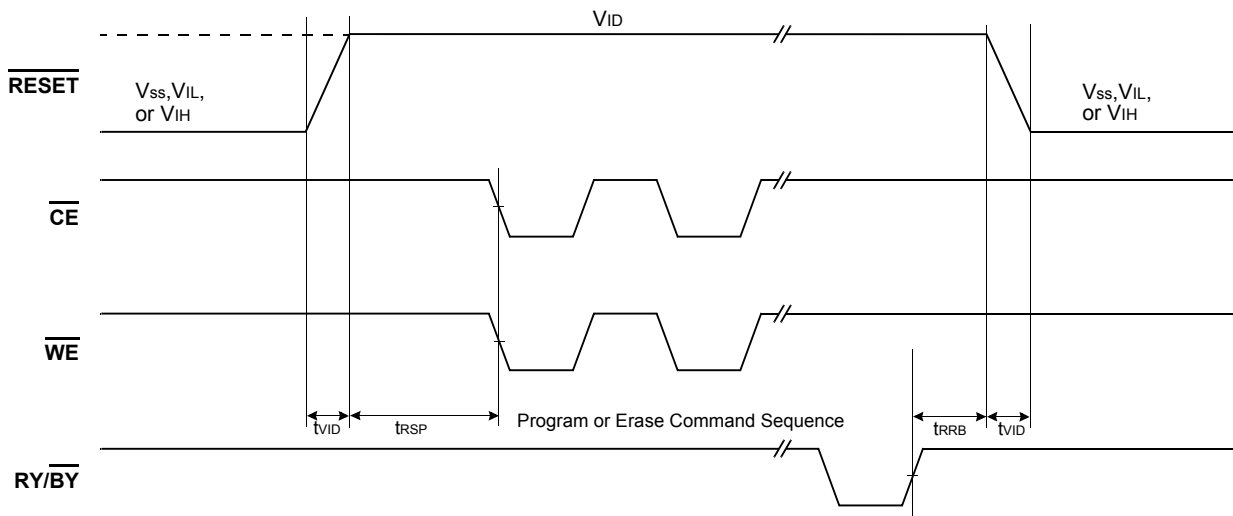 VID
RESET
Vss,VIL,
or VIH
Vss,VIL,
or VIH
CE
WE
tVID
tRSP
Program or Erase Command Sequence
tRRB
tVID
RY/BY